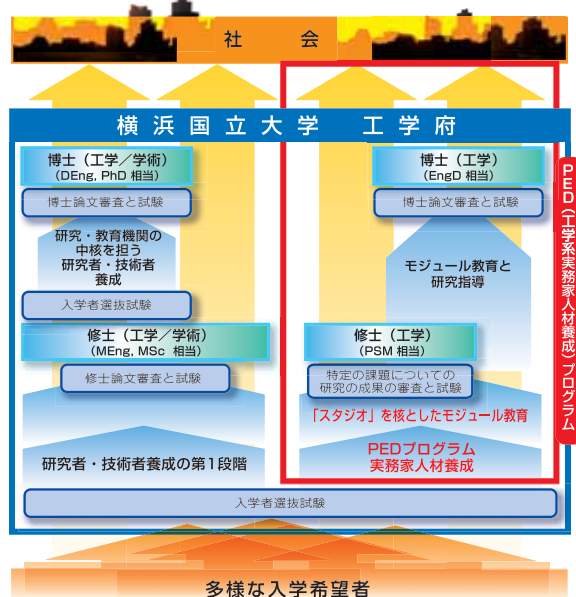 社会
横浜国立大学 工学府
博士（工学／学術）
（DEng, PhD 相当）
博士論文審査と試験
研究・教育機関の
中核を担う
研究者・技術者
養成
入学者選抜試験
修士（工学／学術）
（MEng, MSc 相当）
修士論文審査と試験
研究者・技術者養成の第1段階
博士（工学）
（EngD 相当）
博士論文審査と試験
モジュール教育と
研究指導
修士（工学）
（PSM 相当）
特定の課題についての
研究の成果の審査と試験
「スタジオ」を核としたモジュール教育
PEDプログラム
実務家人材養成
PED（工学系実務家人材養成）プログラム
入学者選抜試験
多様な入学希望者